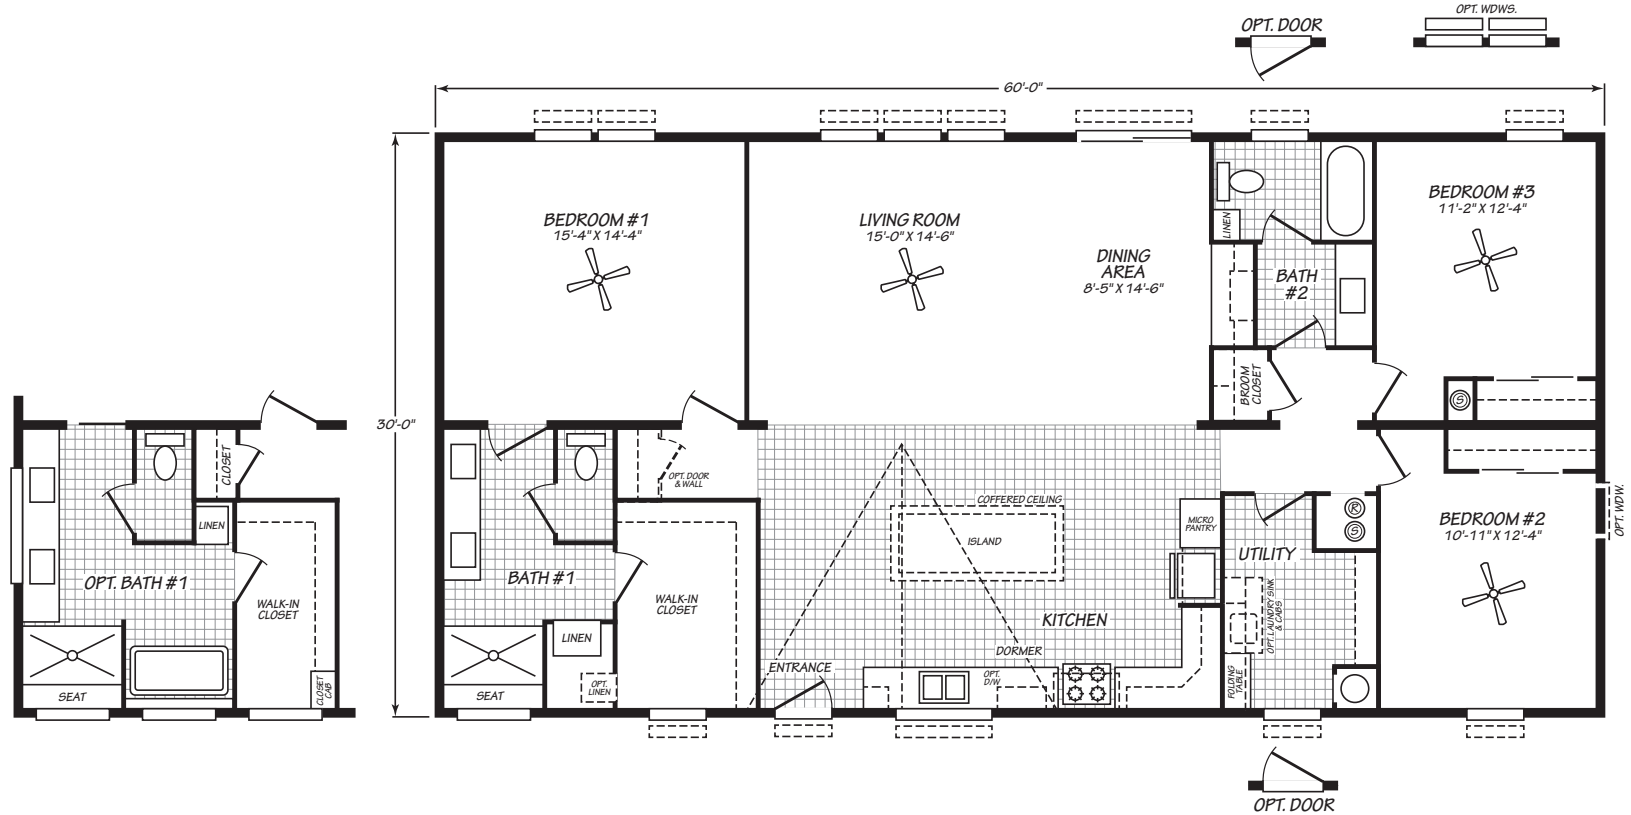 OPT. DOOR
OPT. WDWS.
60'-0"
BEDROOM #1
15'-4" X 14'-4"
LIVING ROOM
15'-0" X 14'-6"
DINING
AREA
8'-5" X 14'-6"
LINEN
BATH
#2
BEDROOM #3
11'-2" X 12'-4"
BROOM
CLOSET
S
30'-0"
CLOSET
LINEN
OPT. BATH #1
WALK-IN
CLOSET
SEAT
CLOSET
CAB
OPT. DOOR
& WALL
BATH #1
WALK-IN
CLOSET
LINEN
SEAT
OPT.
LINEN
COFFERED CEILING
ISLAND
MICRO
PANTRY
KITCHEN
DORMER
ENTRANCE
OPT.
D/W
R
S
UTILITY
OPT. LAUNDRY SINK
& CABS
FOLDING
TABLE
BEDROOM #2
10'-11" X 12'-4"
OPT. WDW.
OPT. DOOR